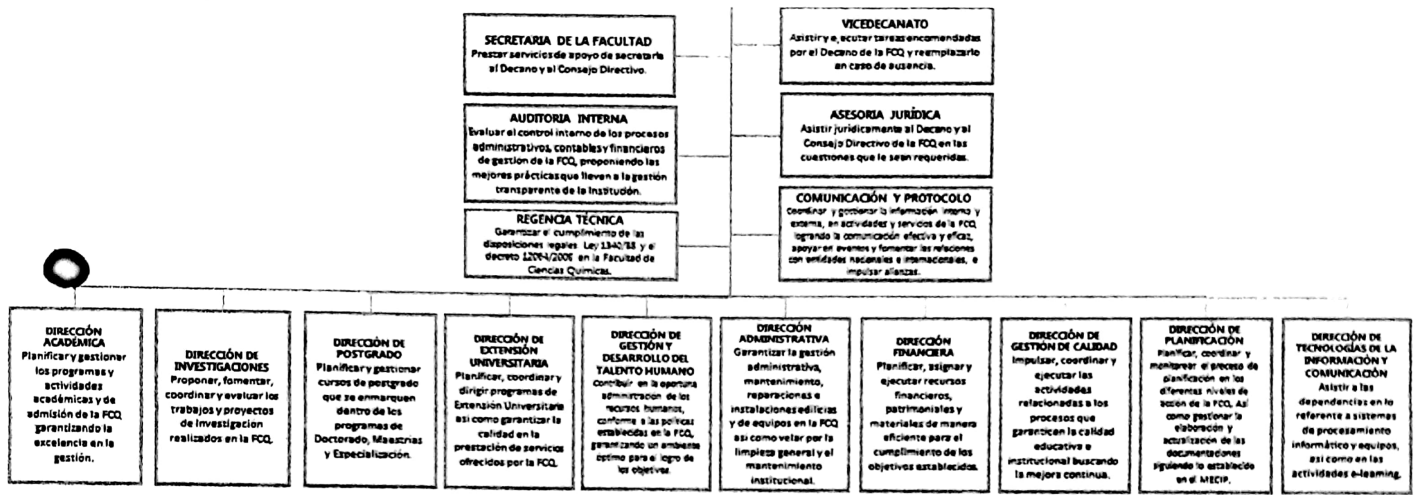 SECRETARIA DE LA FACULTAD
Prestar servicios de apoyo de secretaria
al Decano y al Consejo Directivo.
VICEDECANATO
Asistir y ejecutar tareas encomendadas
por el Decano de la FCQ y reemplazarlo
en caso de ausencia.
AUDITORIA INTERNA
Evaluar el control interno de los procesos
administrativos, contables y financieros
de gestión de la FCQ, proponiendo las
mejores prácticas que lleven a la gestión
transparente de la Institución.
ASESORIA JURÍDICA
Asistir jurídicamente al Decano y al
Consejo Directivo de la FCQ en las
cuestiones que le sean requeridas.
REGENCIA TÉCNICA
Garantizar el cumplimiento de las
disposiciones legales Ley 1340/88 y el
decreto 12064/2006 en la Facultad de
Ciencias Químicas.
COMUNICACIÓN Y PROTOCOLO
Coordinar y gestionar la información interna y
externa, en actividades y servicios de la FCQ,
logrando la comunicación efectiva y eficaz,
apoyar en eventos y fomentar las relaciones
con entidades nacionales e internacionales, e
impulsar alianzas.
DIRECCIÓN
ACADÉMICA
Planificar y gestionar
los programas y
actividades
académicas y de
admisión de la FCQ
garantizando la
excelencia en la
gestión.
DIRECCIÓN DE
INVESTIGACIONES
Proponer, fomentar,
coordinar y evaluar los
trabajos y proyectos
de Investigación
realizados en la FCQ.
DIRECCIÓN DE
POSTGRADO
Planificar y gestionar
cursos de postgrado
que se enmarquen
dentro de los
programas de
Doctorado, Maestrías
y Especialización.
DIRECCIÓN DE
EXTENSIÓN
UNIVERSITARIA
Planificar, coordinar y
dirigir programas de
Extensión Universitaria
así como garantizar la
calidad en la
prestación de servicios
ofrecidos por la FCQ.
DIRECCIÓN DE
GESTIÓN Y
DESARROLLO DEL
TALENTO HUMANO
Contribuir en la oportuna
administración de los
recursos humanos,
conforme a las políticas
establecidas en la FCQ,
garantizando un ambiente
óptimo para el logro de
los objetivos.
DIRECCIÓN
ADMINISTRATIVA
Garantizar la gestión
administrativa,
mantenimiento,
reparaciones e
instalaciones edilicias
y de equipos en la FCQ
así como velar por la
limpieza general y el
mantenimiento
institucional.
DIRECCIÓN
FINANCIERA
Planificar, asignar y
ejecutar recursos
financieros,
patrimoniales y
materiales de manera
eficiente para el
cumplimiento de los
objetivos establecidos.
DIRECCIÓN DE
GESTIÓN DE CALIDAD
Impulsar, coordinar y
ejecutar las
actividades
relacionadas a los
procesos que
garantican la calidad
educativa e
institucional buscando
la mejora continua.
DIRECCIÓN DE
PLANIFICACIÓN
Planificar, coordinar y
monitorear el proceso de
planificación en los
diferentes niveles de
acción de la FCQ. Así
como gestionar la
elaboración y
actualización de las
documentaciones
siguiendo lo establecido
en el MECIP.
DIRECCIÓN DE
TECNOLOGÍAS DE LA
INFORMACIÓN Y
COMUNICACIÓN
Asistir a las
dependencias en lo
referente a sistemas
de procesamiento
informático y equipos,
así como en las
actividades e-learning.